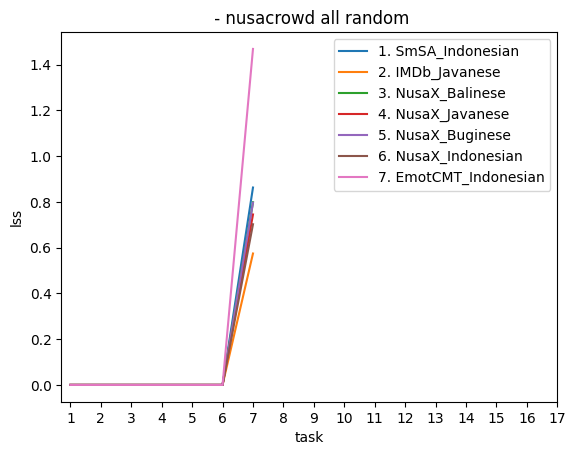 - nusacrowd all random
1. SmSA_Indonesian
2. IMDb_Javanese
3. NusaX_Balinese
4. NusaX_Javanese
5. NusaX_Buginese
6. NusaX_Indonesian
7. EmotCMT_Indonesian
lss
1.4
1.2
1.0
0.8
0.6
0.4
0.2
0.0
1 2 3 4 5 6 7 8 9 10 11 12 13 14 15 16 17
task